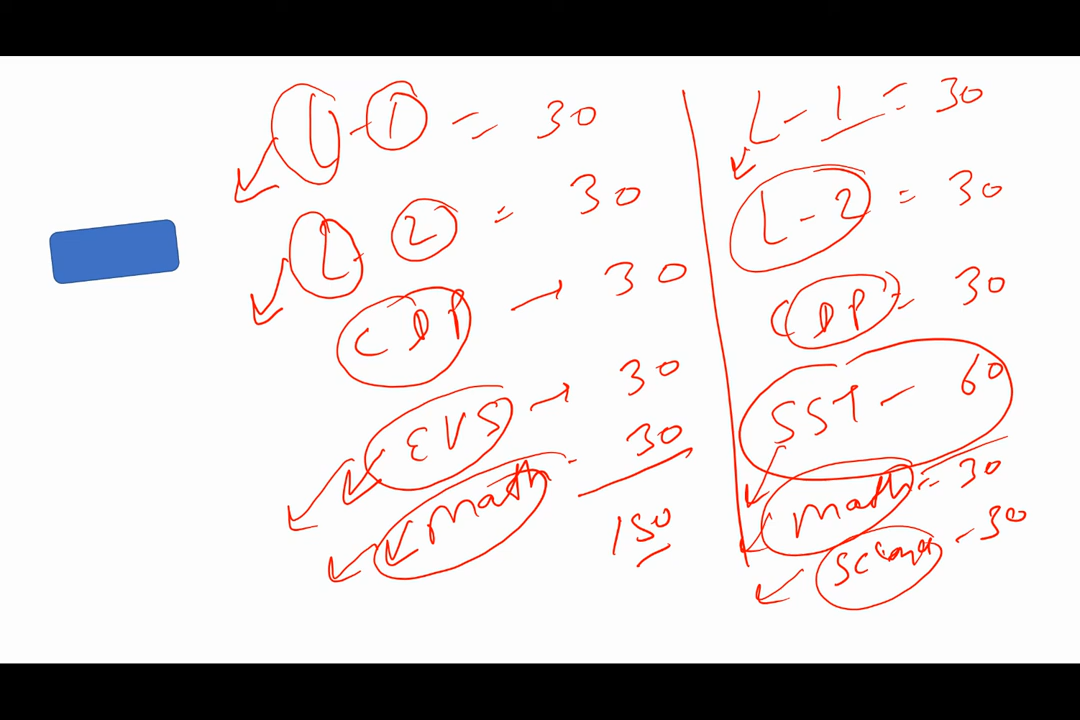 L - 1 = 30
L 2 = 30
CDP → 30
EVS → 30
Math - 30
150
L - 1 = 30
L - 2 = 30
CDP = 30
SST - 60
Math = 30
Science - 30